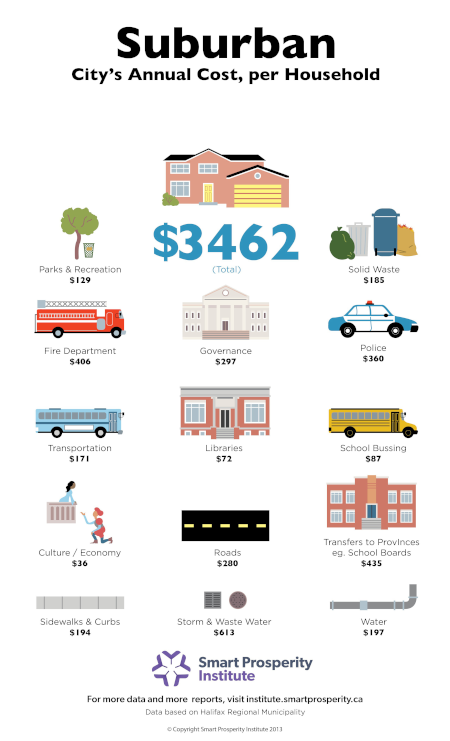 Suburban
City's Annual Cost, per Household
$3462
(Total)
Parks & Recreation
$129
Solid Waste
$185
Fire Department
$406
Governance
$297
Police
$360
Transportation
$171
Libraries
$72
School Bussing
$87
Culture / Economy
$36
Roads
$280
Transfers to Provinces
eg. School Boards
$435
Sidewalks & Curbs
$194
Storm & Waste Water
$613
Water
$197
Smart Prosperity
Institute
For more data and more reports, visit institute.smartprosperity.ca
Data based on Halifax Regional Municipality
© Copyright Smart Prosperity Institute 2013